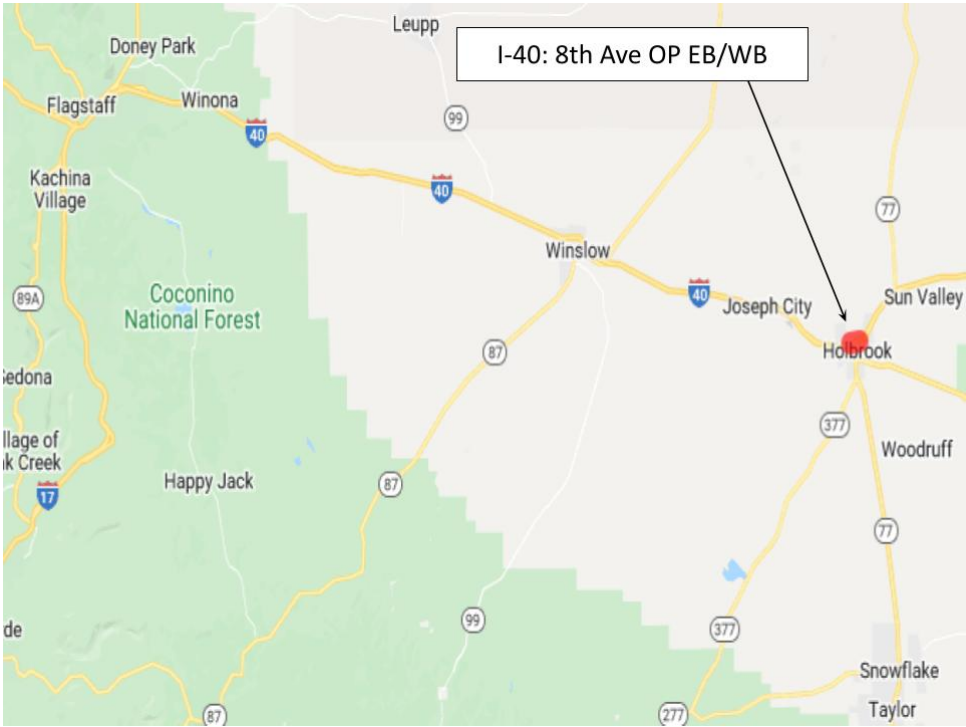 Leupp
Doney Park
I-40: 8th Ave OP EB/WB
Flagstaff
Winona
99
40
Kachina
Village
40
77
Winslow
89A
Coconino
National Forest
40
Joseph City
Sun Valley
87
Holbrook
Sedona
377
llage of
ak Creek
Woodruff
Happy Jack
87
17
77
99
de
377
Snowflake
Taylor
87
277